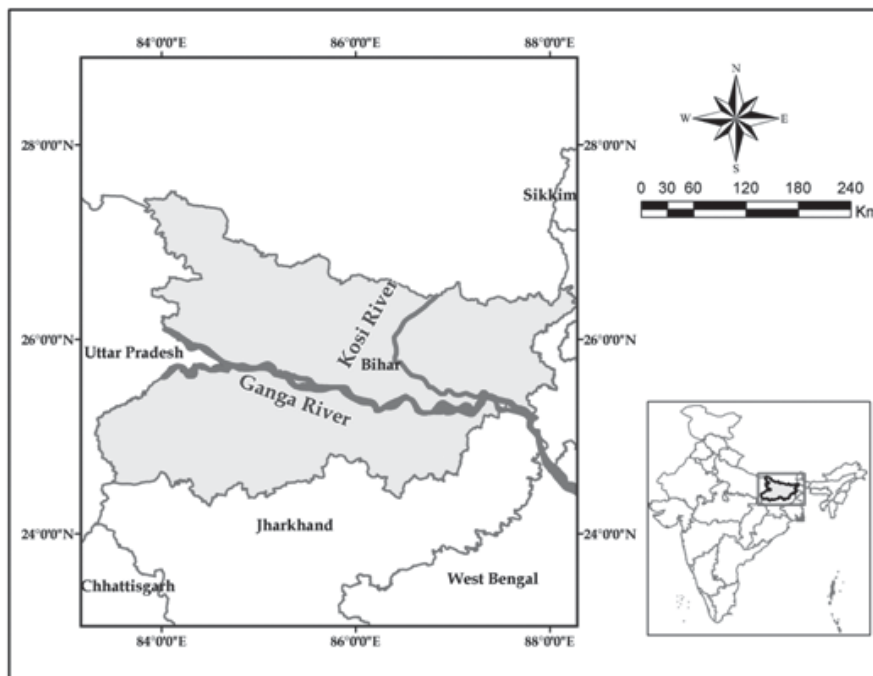 84°0'0"E 86°0'0"E 88°0'0"E
N
W E
S
28°0'0"N 28°0'0"N
0 30 60 120 180 240
Km
Sikkim
Kosi River
26°0'0"N 26°0'0"N
Uttar Pradesh
Bihar
Ganga River
Jharkhand
24°0'0"N 24°0'0"N
West Bengal
Chhattisgarh
84°0'0"E 86°0'0"E 88°0'0"E